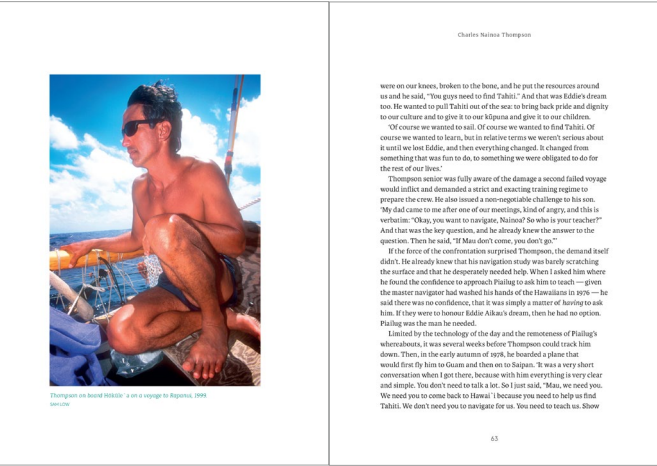 Thompson on board Hōkūle`a on a voyage to Rapanui, 1999.
SAM LOW
Charles Nainoa Thompson
were on our knees, broken to the bone, and he put the resources around
us and he said, “You guys need to find Tahiti.” And that was Eddie’s dream
too. He wanted to pull Tahiti out of the sea: to bring back pride and dignity
to our culture and to give it to our kūpuna and give it to our children.
‘Of course we wanted to sail. Of course we wanted to find Tahiti. Of
course we wanted to learn, but in relative terms we weren’t serious about
it until we lost Eddie, and then everything changed. It changed from
something that was fun to do, to something we were obligated to do for
the rest of our lives.’
Thompson senior was fully aware of the damage a second failed voyage
would inflict and demanded a strict and exacting training regime to
prepare the crew. He also issued a non-negotiable challenge to his son.
‘My dad came to me after one of our meetings, kind of angry, and this is
verbatim: “Okay, you want to navigate, Nainoa? So who is your teacher?”
And that was the key question, and he already knew the answer to the
question. Then he said, “If Mau don’t come, you don’t go.”’
If the force of the confrontation surprised Thompson, the demand itself
didn’t. He already knew that his navigation study was barely scratching
the surface and that he desperately needed help. When I asked him where
he found the confidence to approach Piailug to ask him to teach — given
the master navigator had washed his hands of the Hawaiians in 1976 — he
said there was no confidence, that it was simply a matter of having to ask
him. If they were to honour Eddie Aikau’s dream, then he had no option.
Piailug was the man he needed.
Limited by the technology of the day and the remoteness of Piailug’s
whereabouts, it was several weeks before Thompson could track him
down. Then, in the early autumn of 1978, he boarded a plane that
would first fly him to Guam and then on to Saipan. ‘It was a very short
conversation when I got there, because with him everything is very clear
and simple. You don’t need to talk a lot. So I just said, “Mau, we need you.
We need you to come back to Hawai`i because you need to help us find
Tahiti. We don’t need you to navigate for us. You need to teach us. Show
63